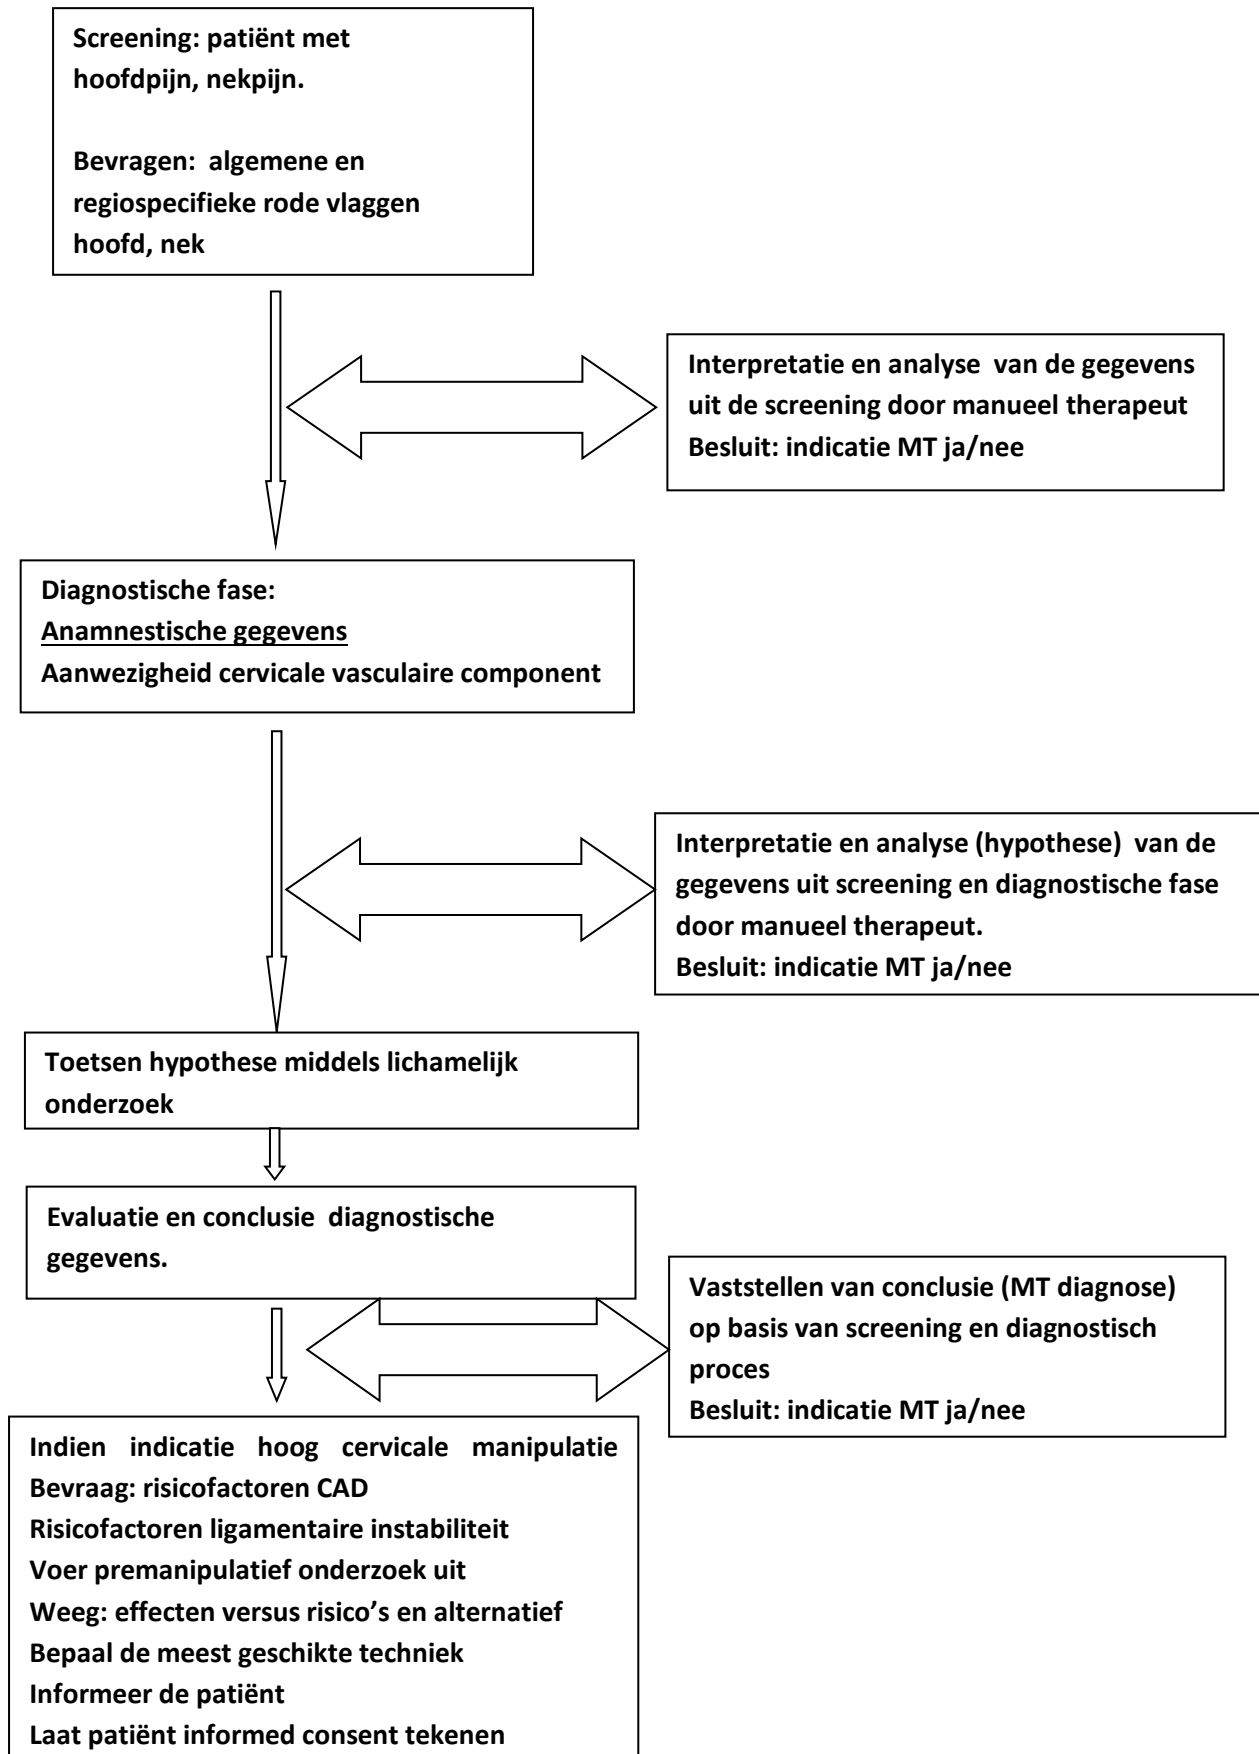 Screening: patiënt met
hoofdpijn, nekpijn.
Bevragen: algemene en
regiospecifieke rode vlaggen
hoofd, nek
Interpretatie en analyse van de gegevens
uit de screening door manueel therapeut
Besluit: indicatie MT ja/nee
Diagnostische fase:
Anamnestische gegevens
Aanwezigheid cervicale vasculaire component
Interpretatie en analyse (hypothese) van de
gegevens uit screening en diagnostische fase
door manueel therapeut.
Besluit: indicatie MT ja/nee
Toetsen hypothese middels lichamelijk
onderzoek
Evaluatie en conclusie diagnostische
gegevens.
Vaststellen van conclusie (MT diagnose)
op basis van screening en diagnostisch
proces
Besluit: indicatie MT ja/nee
Indien indicatie hoog cervicale manipulatie
Bevraag: risicofactoren CAD
Risicofactoren ligamentaire instabiliteit
Voer premanipulatief onderzoek uit
Weeg: effecten versus risico's en alternatief
Bepaal de meest geschikte techniek
Informeer de patiënt
Laat patiënt informed consent tekenen